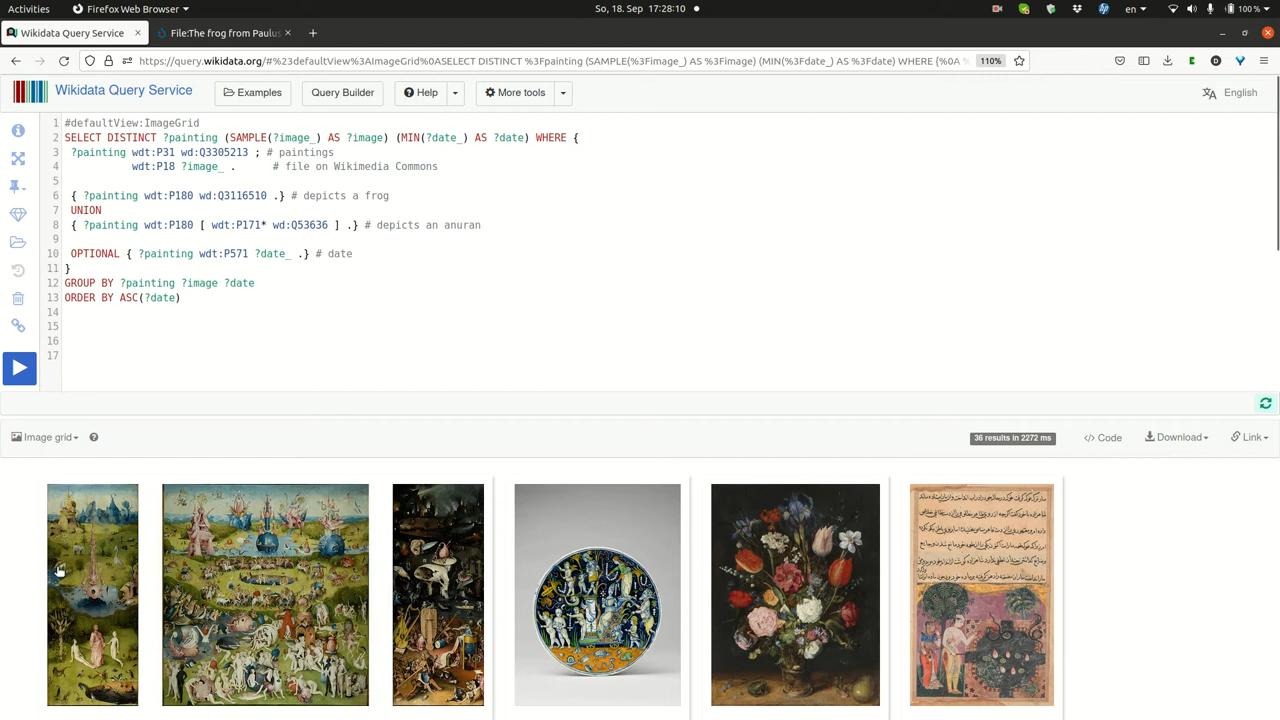 Activities
Firefox Web Browser
So, 18. Sep 17:28:10
en
100 %
Wikidata Query Service
File:The frog from Paulus
https://query.wikidata.org/#%23defaultView%3AImageGrid%0ASELECT DISTINCT %3Fpainting (SAMPLE(%3Fimage_) AS %3Fimage) (MIN(%3Fdate_) AS %3Fdate) WHERE {%0A %
110%
Wikidata Query Service
Examples
Query Builder
Help
More tools
English
1 #defaultView:ImageGrid
2 SELECT DISTINCT ?painting (SAMPLE(?image_) AS ?image) (MIN(?date_) AS ?date) WHERE {
3 ?painting wdt:P31 wd:Q3305213 ; # paintings
4 wdt:P18 ?image_ . # file on Wikimedia Commons
5
6 { ?painting wdt:P180 wd:Q3116510 .} # depicts a frog
7 UNION
8 { ?painting wdt:P180 [ wdt:P171* wd:Q53636 ] .} # depicts an anuran
9
10 OPTIONAL { ?painting wdt:P571 ?date_ .} # date
11 }
12 GROUP BY ?painting ?image ?date
13 ORDER BY ASC(?date)
14
15
16
17
Image grid
36 results in 2272 ms
</> Code
Download
Link